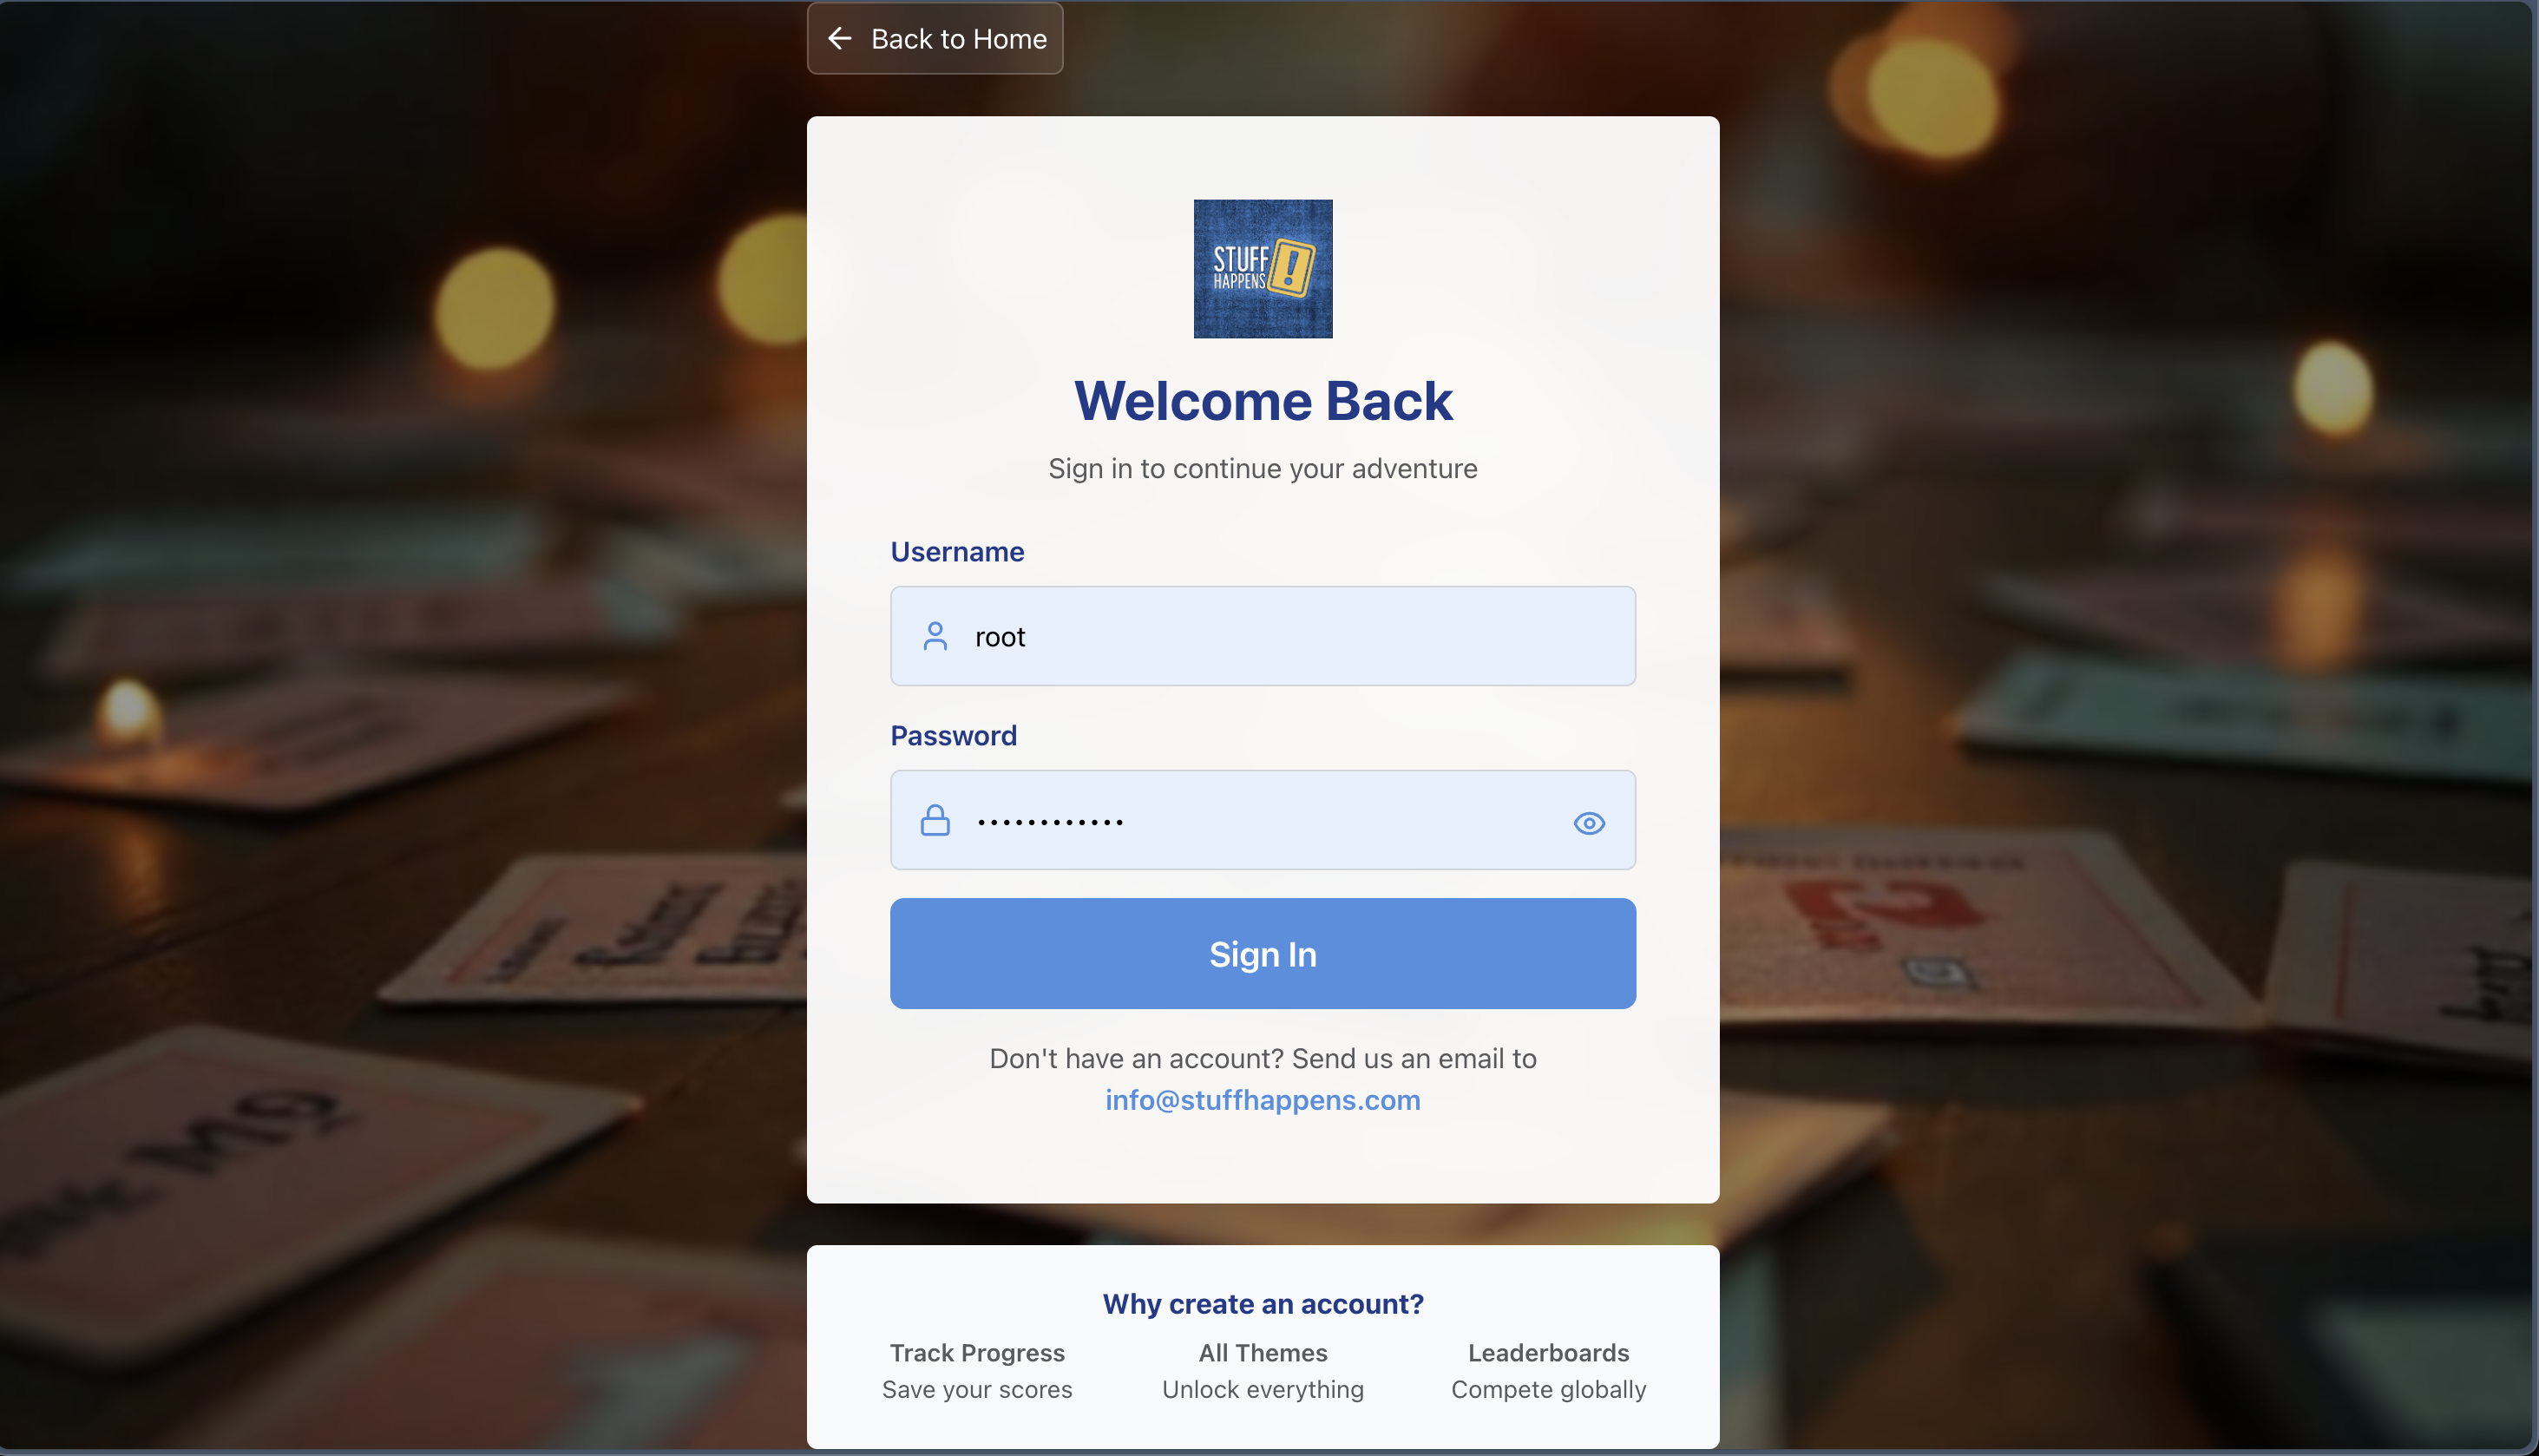 Back to Home
STUFF
HAPPENS
!
Welcome Back
Sign in to continue your adventure
Username
root
Password
••••••••••••
Sign In
Don't have an account? Send us an email to
info@stuffhappens.com
Why create an account?
Track Progress
Save your scores
All Themes
Unlock everything
Leaderboards
Compete globally